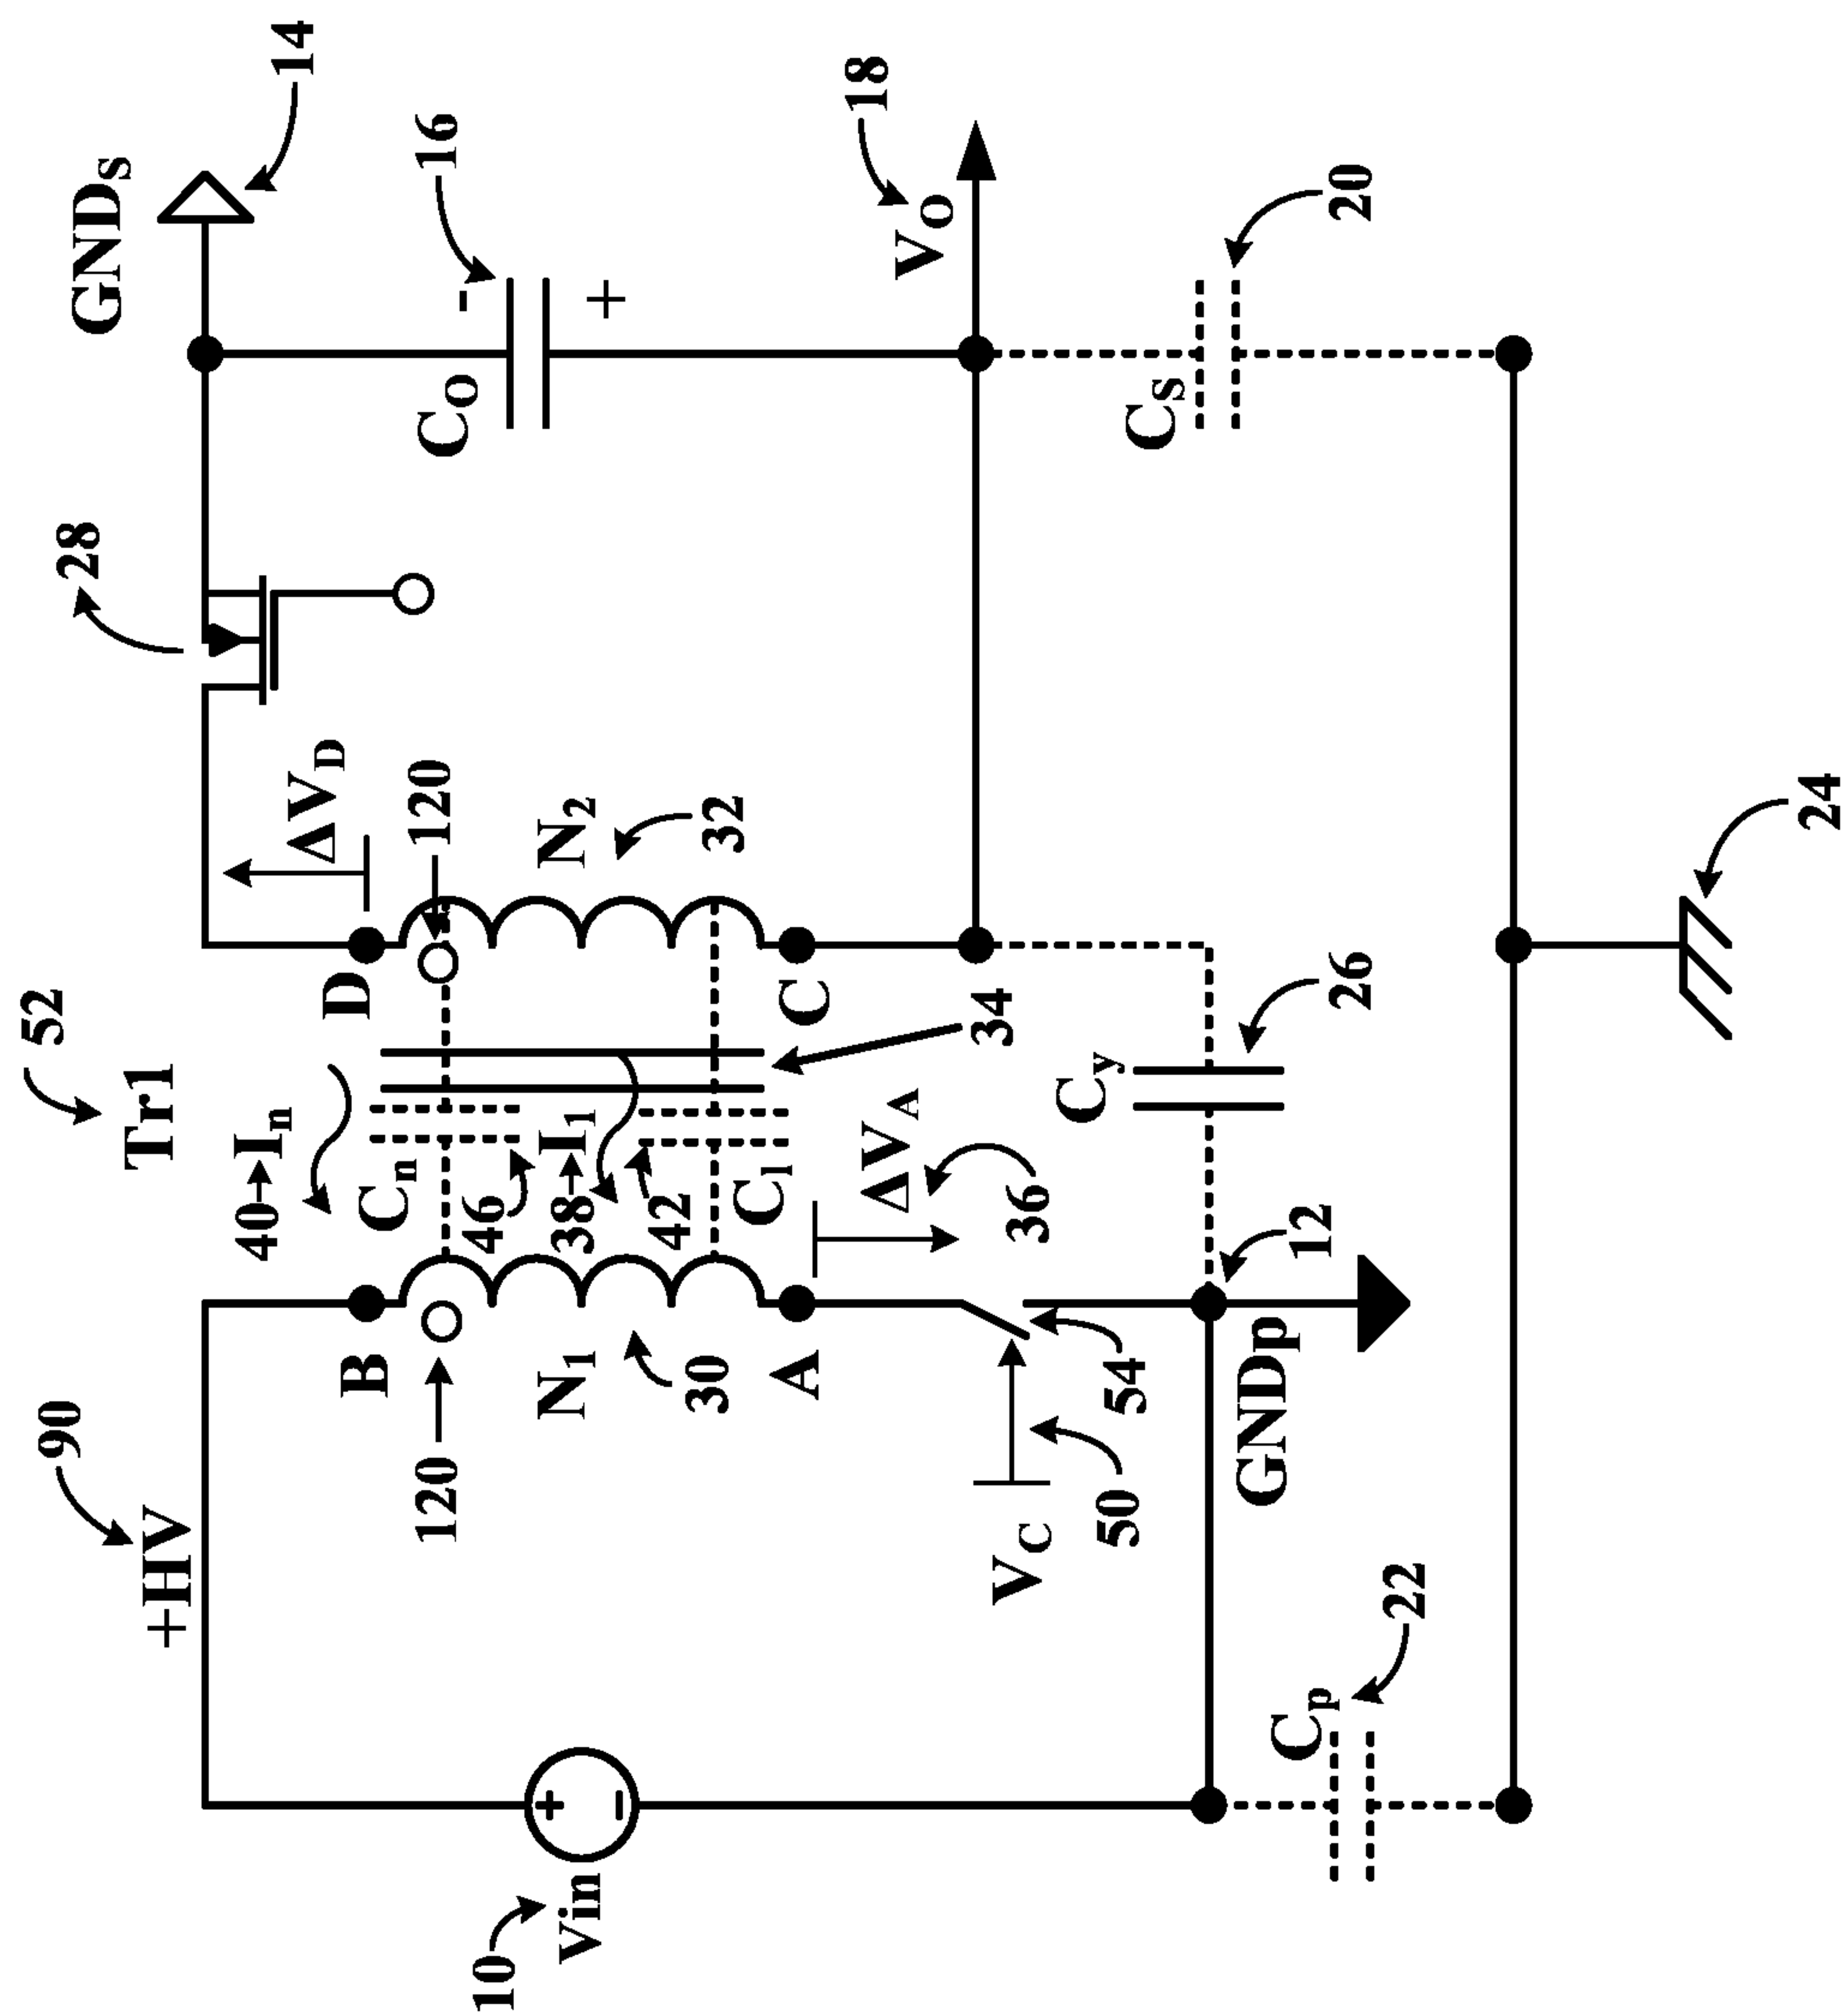 52
90
+HV
Tr1
28
GNDs
14
40→In
ΔVD
B
D
120
120
Cn
46
N1
N2
38→I1
30
42
32
Cl
A
C
34
ΔVA
36
CO
-
16
+
10
Vin
+
-
VC
50
54
VO
18
Cy
26
GNDp
12
Cp
22
Cs
20
24